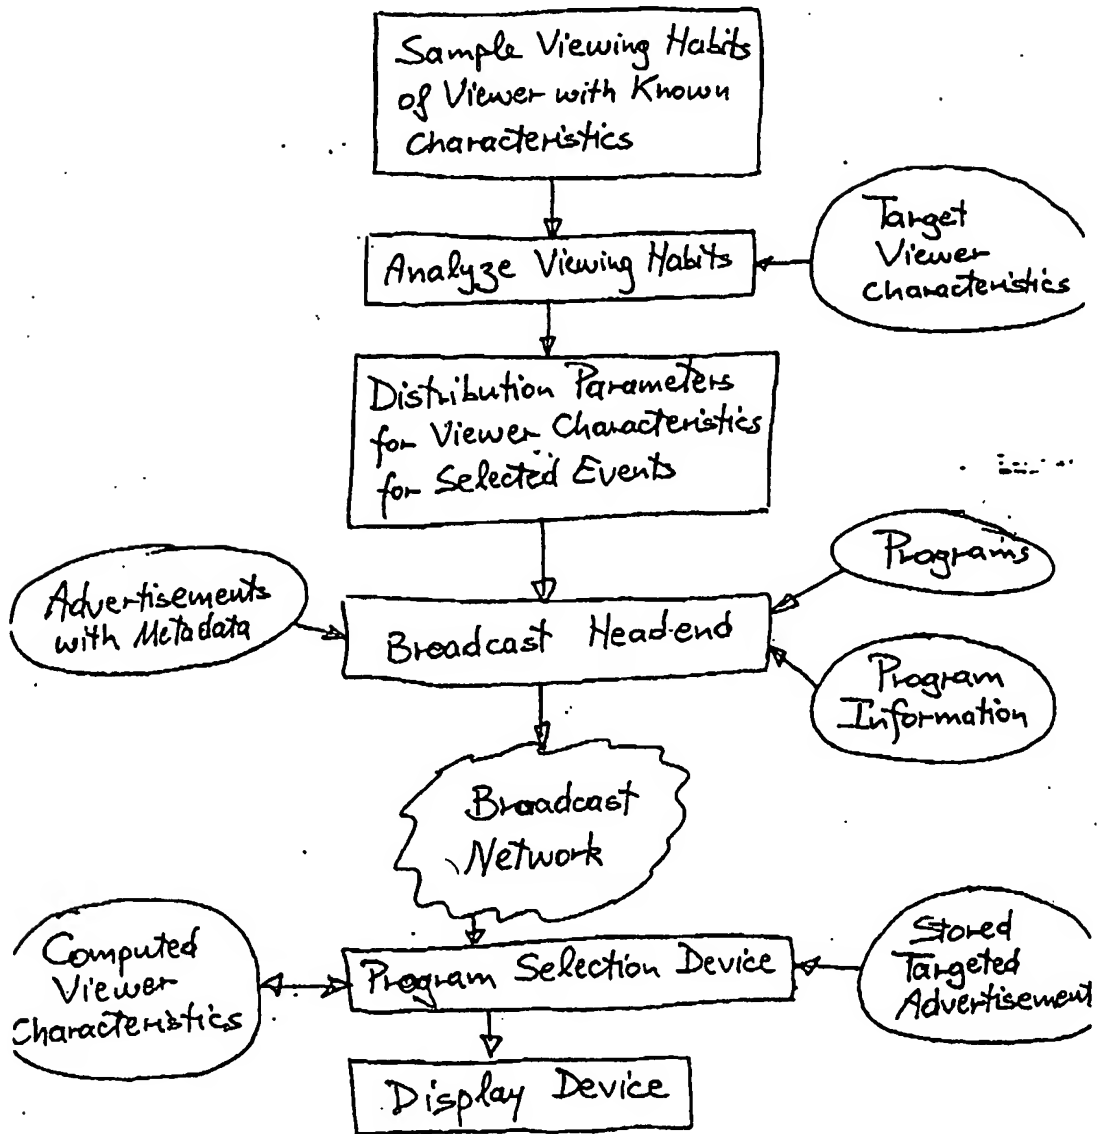 Sample Viewing Habits
of Viewer with Known
Characteristics
Analyze Viewing Habits
Target
Viewer
Characteristics
Distribution Parameters
for Viewer Characteristics
for Selected Events
Programs
Advertisements
with Metadata
Broadcast Head-end
Program
Information
Broadcast
Network
Computed
Viewer
Characteristics
Program Selection Device
Stored
Targeted
Advertisement
Display Device